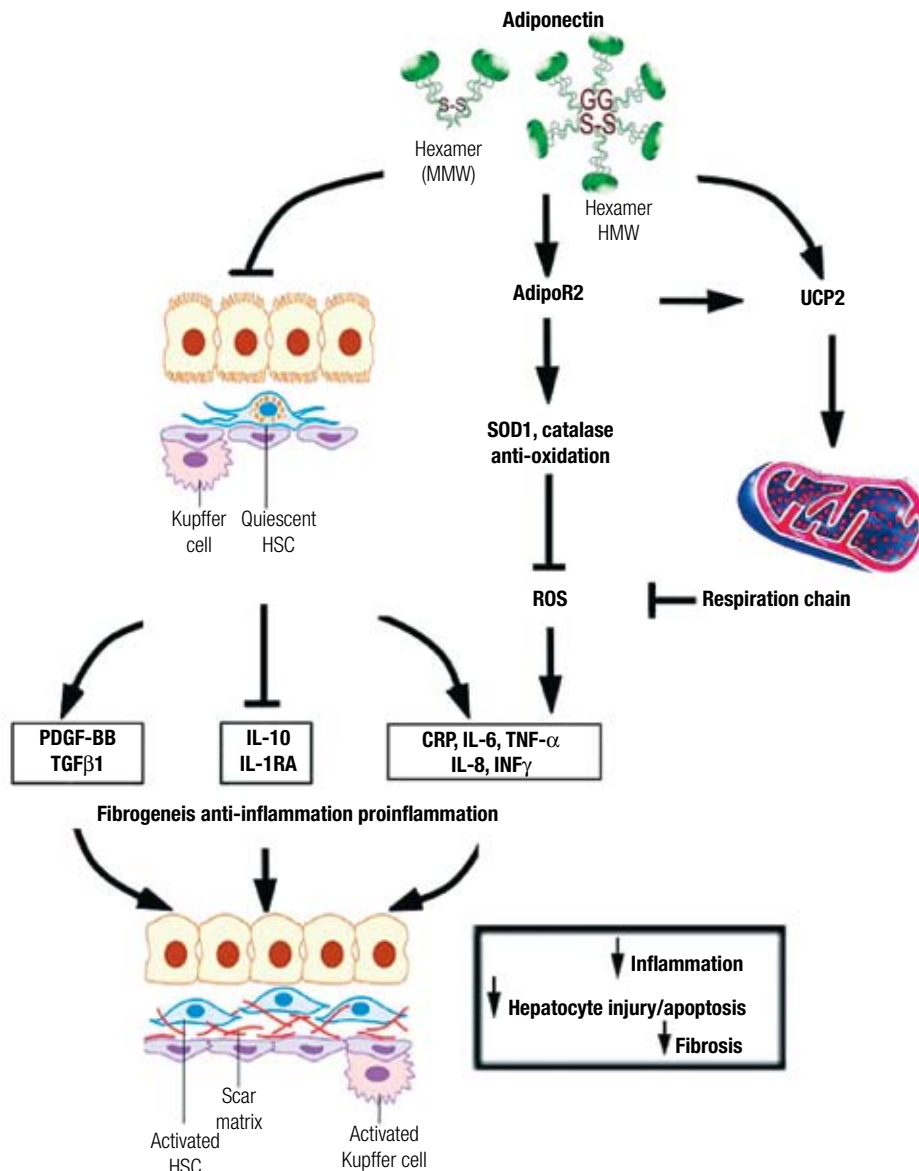 Adiponectin
S-S
GG
S-S
Hexamer
(MMW)
Hexamer
HMW
AdipoR2
UCP2
SOD1, catalase
anti-oxidation
Kupffer
cell
Quiescent
HSC
ROS
Respiration chain
PDGF-BB
TGFβ1
IL-10
IL-1RA
CRP, IL-6, TNF-α
IL-8, INFγ
Fibrogeneis anti-inflammation proinflammation
Inflammation
Hepatocyte injury/apoptosis
Fibrosis
Scar
matrix
Activated
HSC
Activated
Kupffer cell